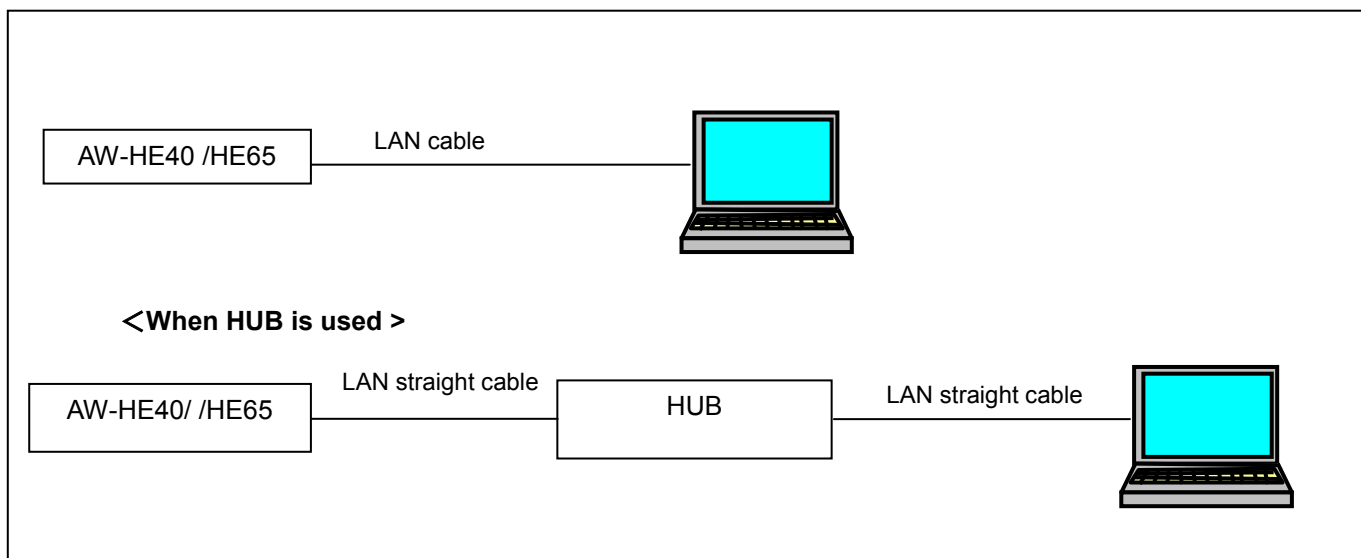 AW-HE40 /HE65
LAN cable
＜When HUB is used >
AW-HE40/ /HE65
LAN straight cable
HUB
LAN straight cable